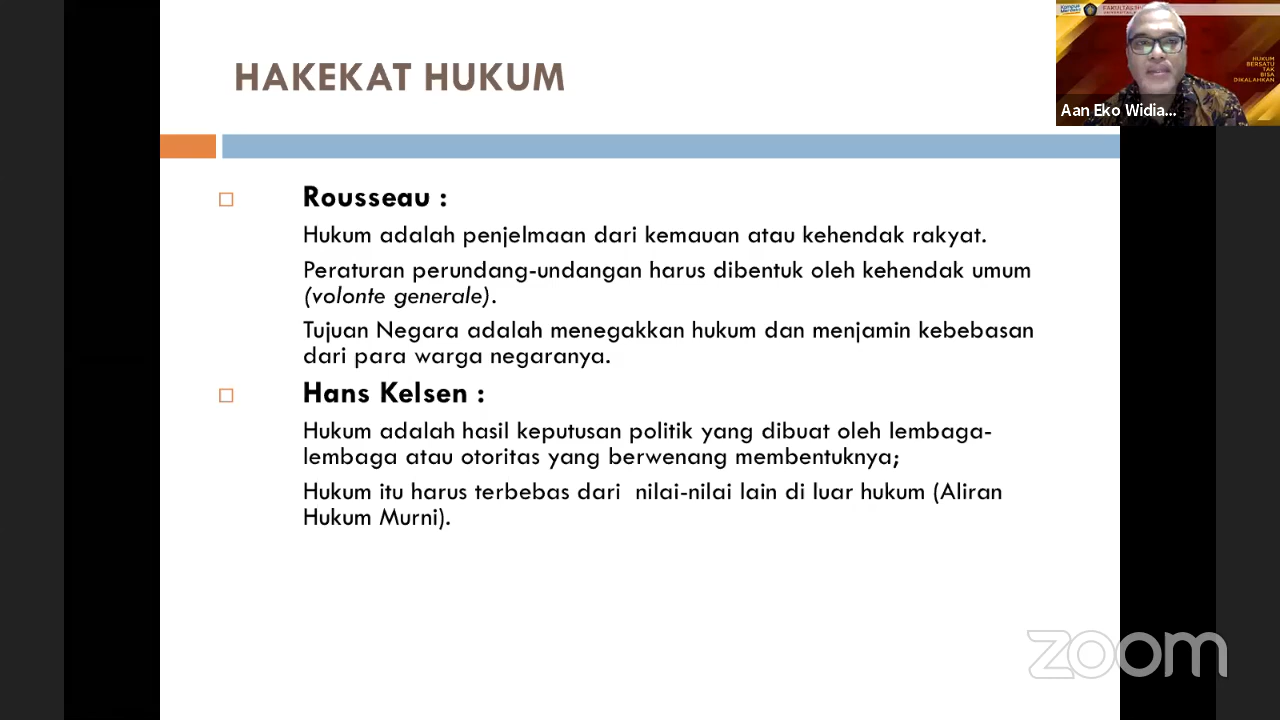 HAKEKAT HUKUM
HUKUM
BERSATU
TAK
BISA
DIKALAHKAN
Aan Eko Widia...
Rousseau :
Hukum adalah penjelmaan dari kemauan atau kehendak rakyat.
Peraturan perundang-undangan harus dibentuk oleh kehendak umum
(volonte generale).
Tujuan Negara adalah menegakkan hukum dan menjamin kebebasan
dari para warga negaranya.
Hans Kelsen :
Hukum adalah hasil keputusan politik yang dibuat oleh lembaga-
lembaga atau otoritas yang berwenang membentuknya;
Hukum itu harus terbebas dari  nilai-nilai lain di luar hukum (Aliran
Hukum Murni).
zoom